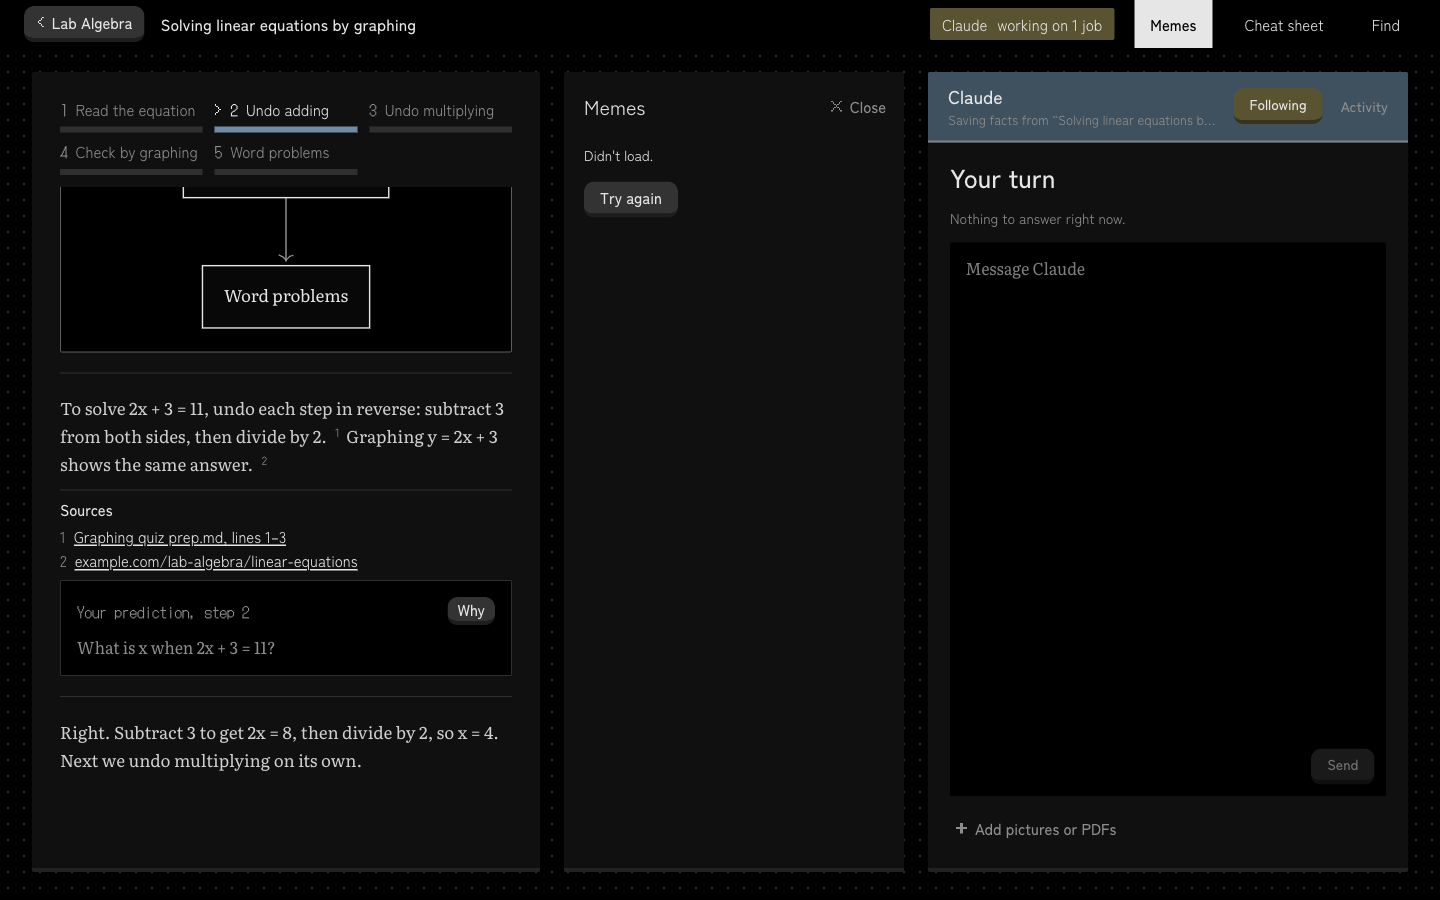 Lab Algebra
Solving linear equations by graphing
Claude working on 1 job
Memes
Cheat sheet
Find
1 Read the equation
2 Undo adding
3 Undo multiplying
4 Check by graphing
5 Word problems
Word problems
To solve 2x + 3 = 11, undo each step in reverse: subtract 3
from both sides, then divide by 2. 1 Graphing y = 2x + 3
shows the same answer. 2
Sources
1 Graphing quiz prep.md, lines 1–3
2 example.com/lab-algebra/linear-equations
Your prediction, step 2
Why
What is x when 2x + 3 = 11?
Right. Subtract 3 to get 2x = 8, then divide by 2, so x = 4.
Next we undo multiplying on its own.
Memes
Close
Didn't load.
Try again
Claude
Saving facts from “Solving linear equations b…
Following
Activity
Your turn
Nothing to answer right now.
Message Claude
Send
+ Add pictures or PDFs